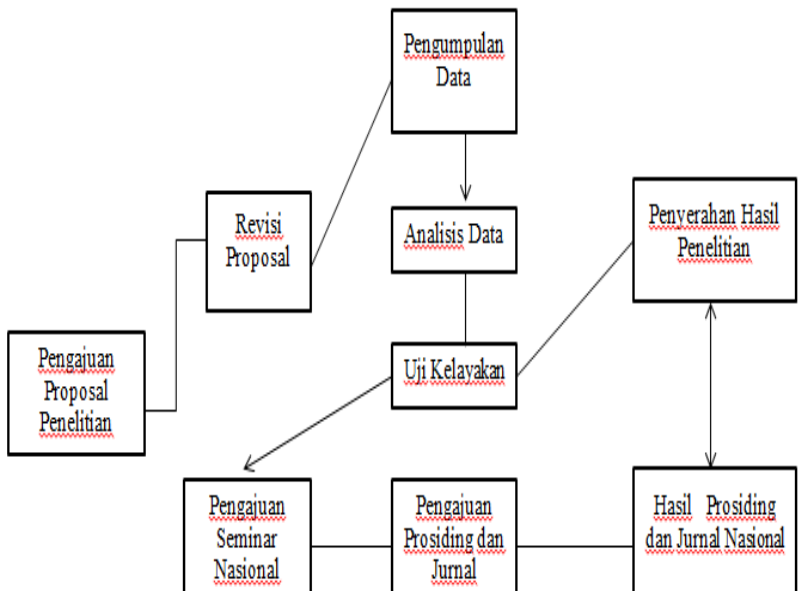 Pengumpulan
Data
Revisi
Proposal
Analisis Data
Penyerahan Hasil
Penelitian
Pengajuan
Proposal
Penelitian
Uji Kelayakan
Pengajuan
Seminar
Nasional
Pengajuan
Prosiding dan
Jurnal
Hasil Prosiding
dan Jurnal Nasional